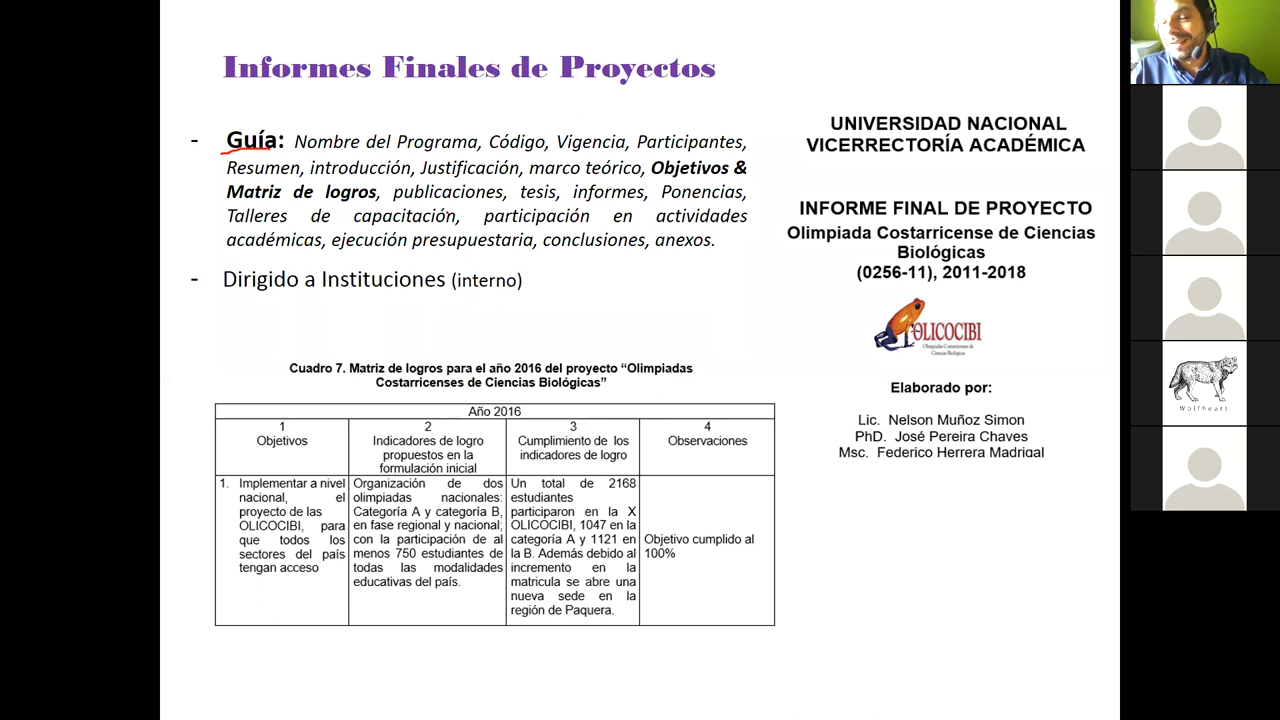 Informes Finales de Proyectos
- Guía: Nombre del Programa, Código, Vigencia, Participantes,
Resumen, introducción, Justificación, marco teórico, Objetivos &
Matriz de logros, publicaciones, tesis, informes, Ponencias,
Talleres de capacitación, participación en actividades
académicas, ejecución presupuestaria, conclusiones, anexos.
- Dirigido a Instituciones (interno)
Cuadro 7. Matriz de logros para el año 2016 del proyecto “Olimpiadas
Costarricenses de Ciencias Biológicas”
Año 2016
1
Objetivos
2
Indicadores de logro
propuestos en la
formulación inicial
3
Cumplimiento de los
indicadores de logro
4
Observaciones
1. Implementar a nivel
nacional, el
proyecto de las
OLICOCIBI, para
que todos los
sectores del país
tengan acceso
Organización de dos
olimpiadas nacionales:
Categoría A y categoría B,
en fase regional y nacional;
con la participación de al
menos 750 estudiantes de
todas las modalidades
educativas del país.
Un total de 2168
estudiantes
participaron en la X
OLICOCIBI, 1047 en la
categoría A y 1121 en
la B. Además debido al
incremento en la
matricula se abre una
nueva sede en la
región de Paquera.
Objetivo cumplido al
100%
UNIVERSIDAD NACIONAL
VICERRECTORÍA ACADÉMICA
INFORME FINAL DE PROYECTO
Olimpiada Costarricense de Ciencias
Biológicas
(0256-11), 2011-2018
OLICOCIBI
Olimpiada Costarricense de
Ciencias Biológicas
Elaborado por:
Lic. Nelson Muñoz Simon
PhD. José Pereira Chaves
Msc. Federico Herrera Madrigal
Wolfheart